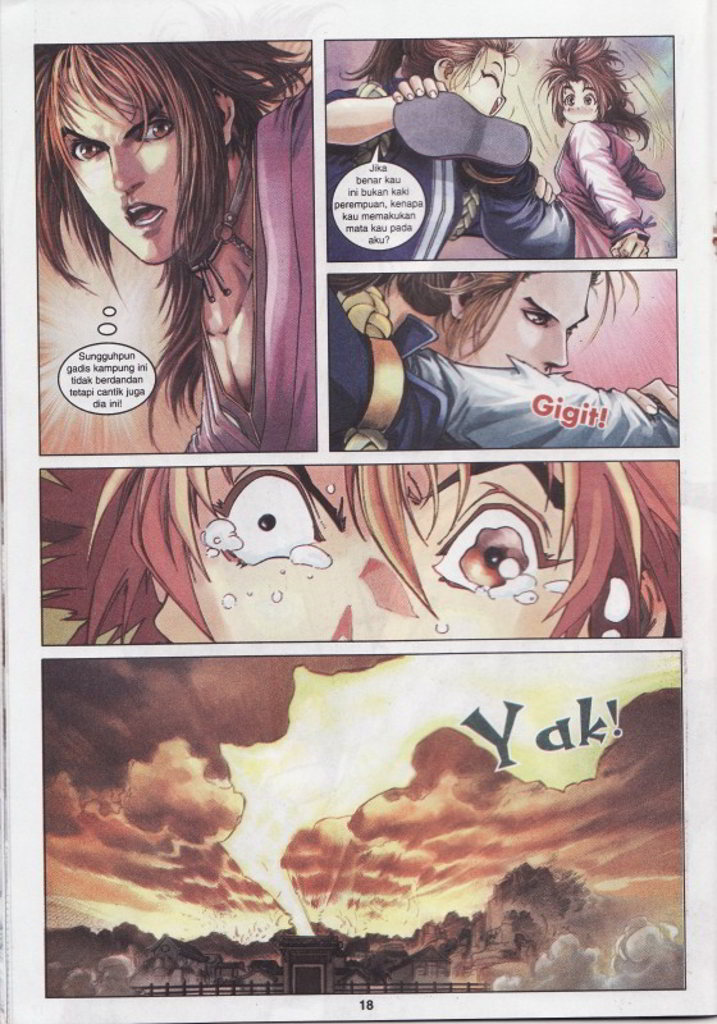 Sungguhpun
gadis kampung ini
tidak berdandan
tetapi cantik juga
dia ini!
Jika
benar kau
ini bukan kaki
perempuan, kenapa
kau memakukan
mata kau pada
aku?
Gigit!
Yak!
18